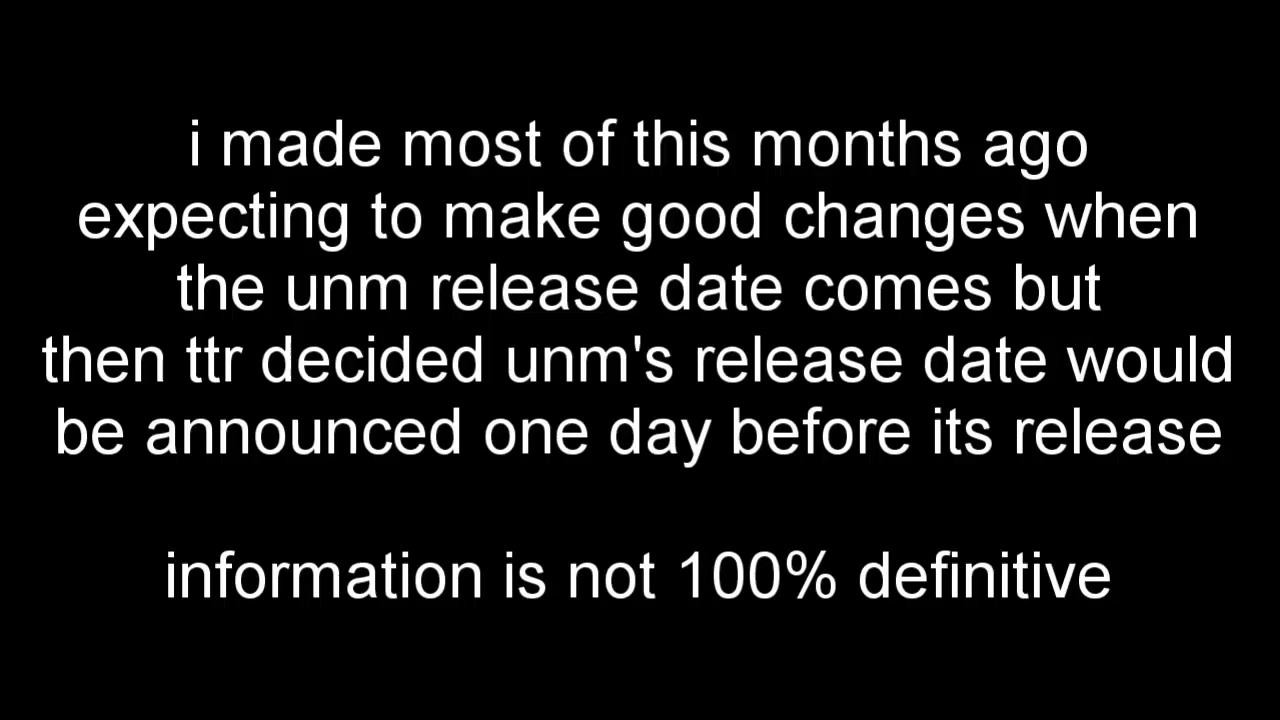 i made most of this months ago
expecting to make good changes when
the unm release date comes but
then ttr decided unm's release date would
be announced one day before its release
information is not 100% definitive